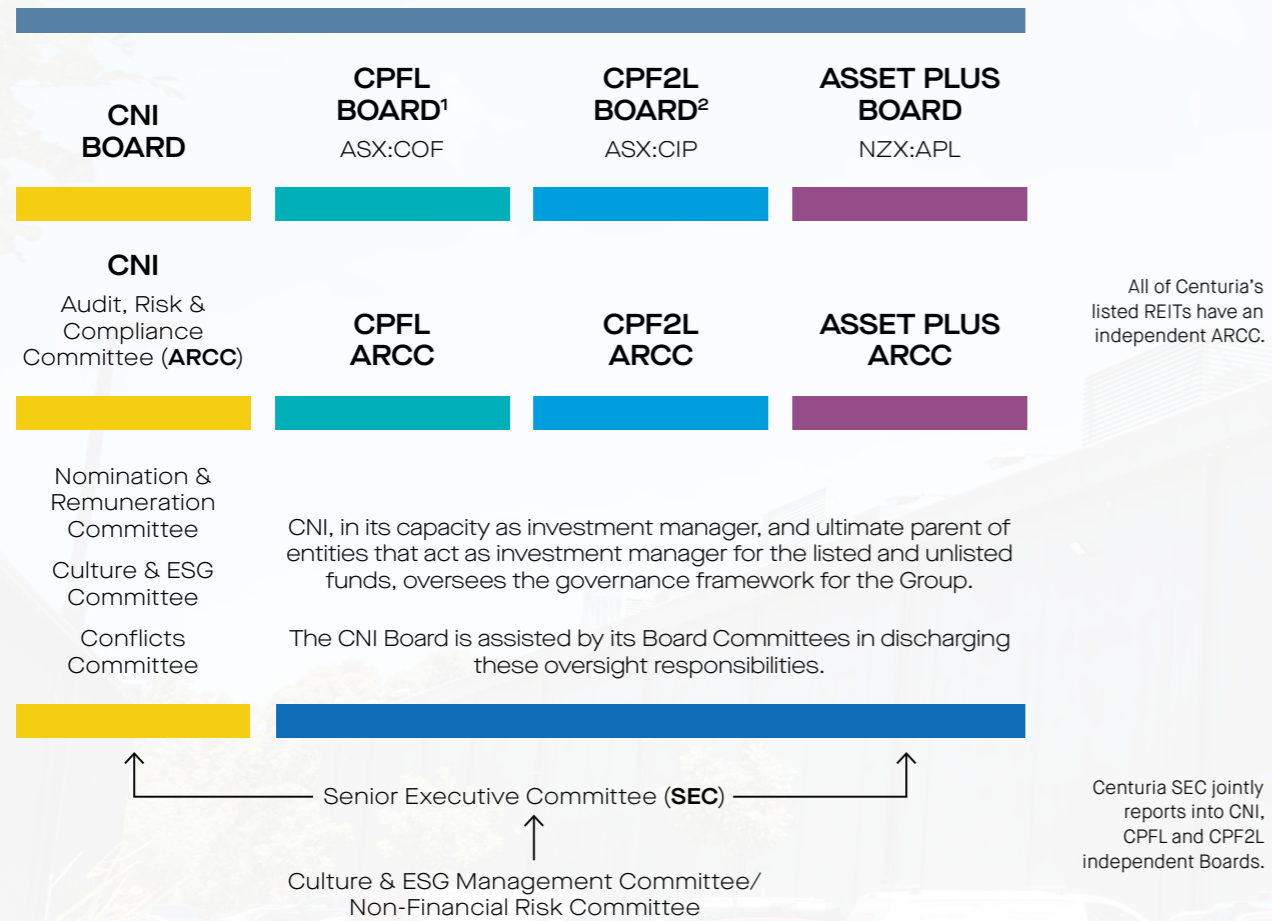 CNI
BOARD
CPFL
BOARD¹
ASX:COF
CPF2L
BOARD²
ASX:CIP
ASSET PLUS
BOARD
NZX:APL
CNI
Audit, Risk &
Compliance
Committee (ARCC)
CPFL
ARCC
CPF2L
ARCC
ASSET PLUS
ARCC
All of Centuria's
listed REITs have an
independent ARCC.
Nomination &
Remuneration
Committee
Culture & ESG
Committee
Conflicts
Committee
CNI, in its capacity as investment manager, and ultimate parent of
entities that act as investment manager for the listed and unlisted
funds, oversees the governance framework for the Group.
The CNI Board is assisted by its Board Committees in discharging
these oversight responsibilities.
Senior Executive Committee (SEC)
Culture & ESG Management Committee/
Non-Financial Risk Committee
Centuria SEC jointly
reports into CNI,
CPFL and CPF2L
independent Boards.